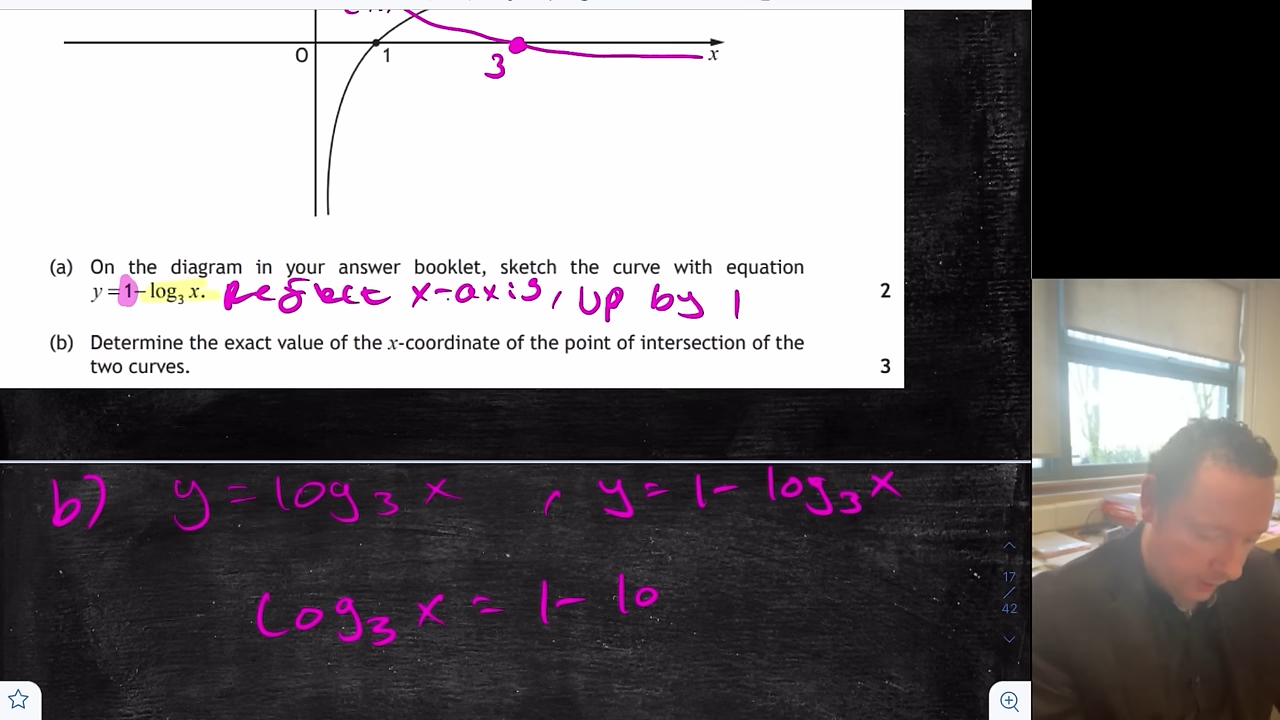 O 1 3 x
(a) On the diagram in your answer booklet, sketch the curve with equation
y = 1 – log₃ x. Reflect x-axis, up by 1 2
(b) Determine the exact value of the x-coordinate of the point of intersection of the
two curves. 3
b) y = log₃ x , y = 1 - log₃ x
log₃ x = 1 - lo
17
/
42